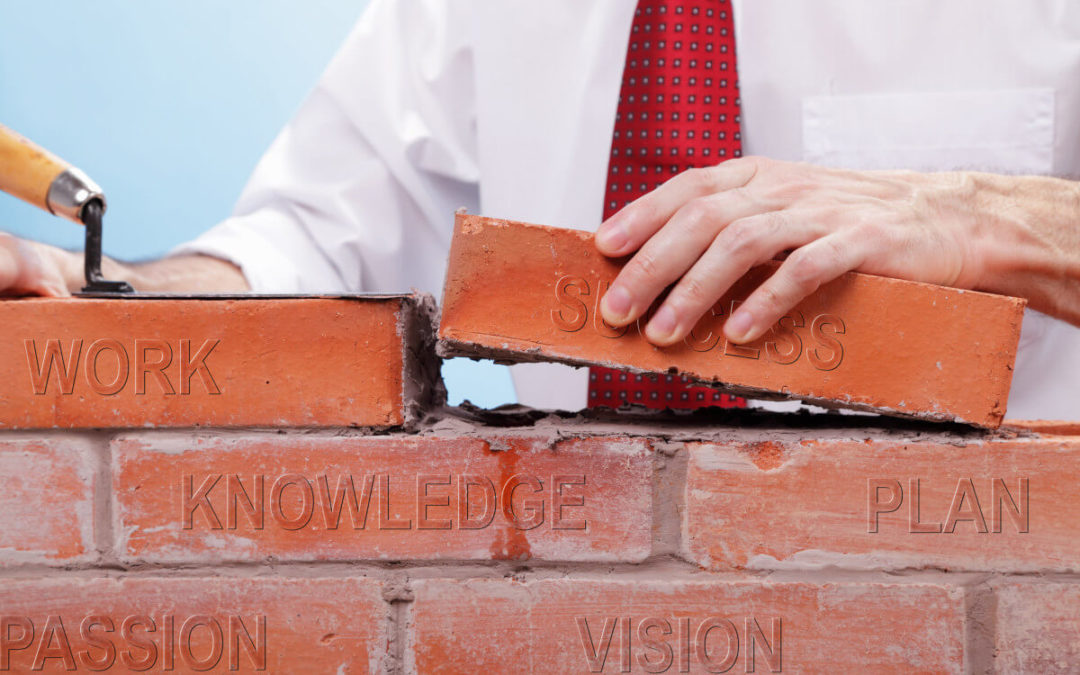 WORK
SUCCESS
KNOWLEDGE
PLAN
PASSION
VISION